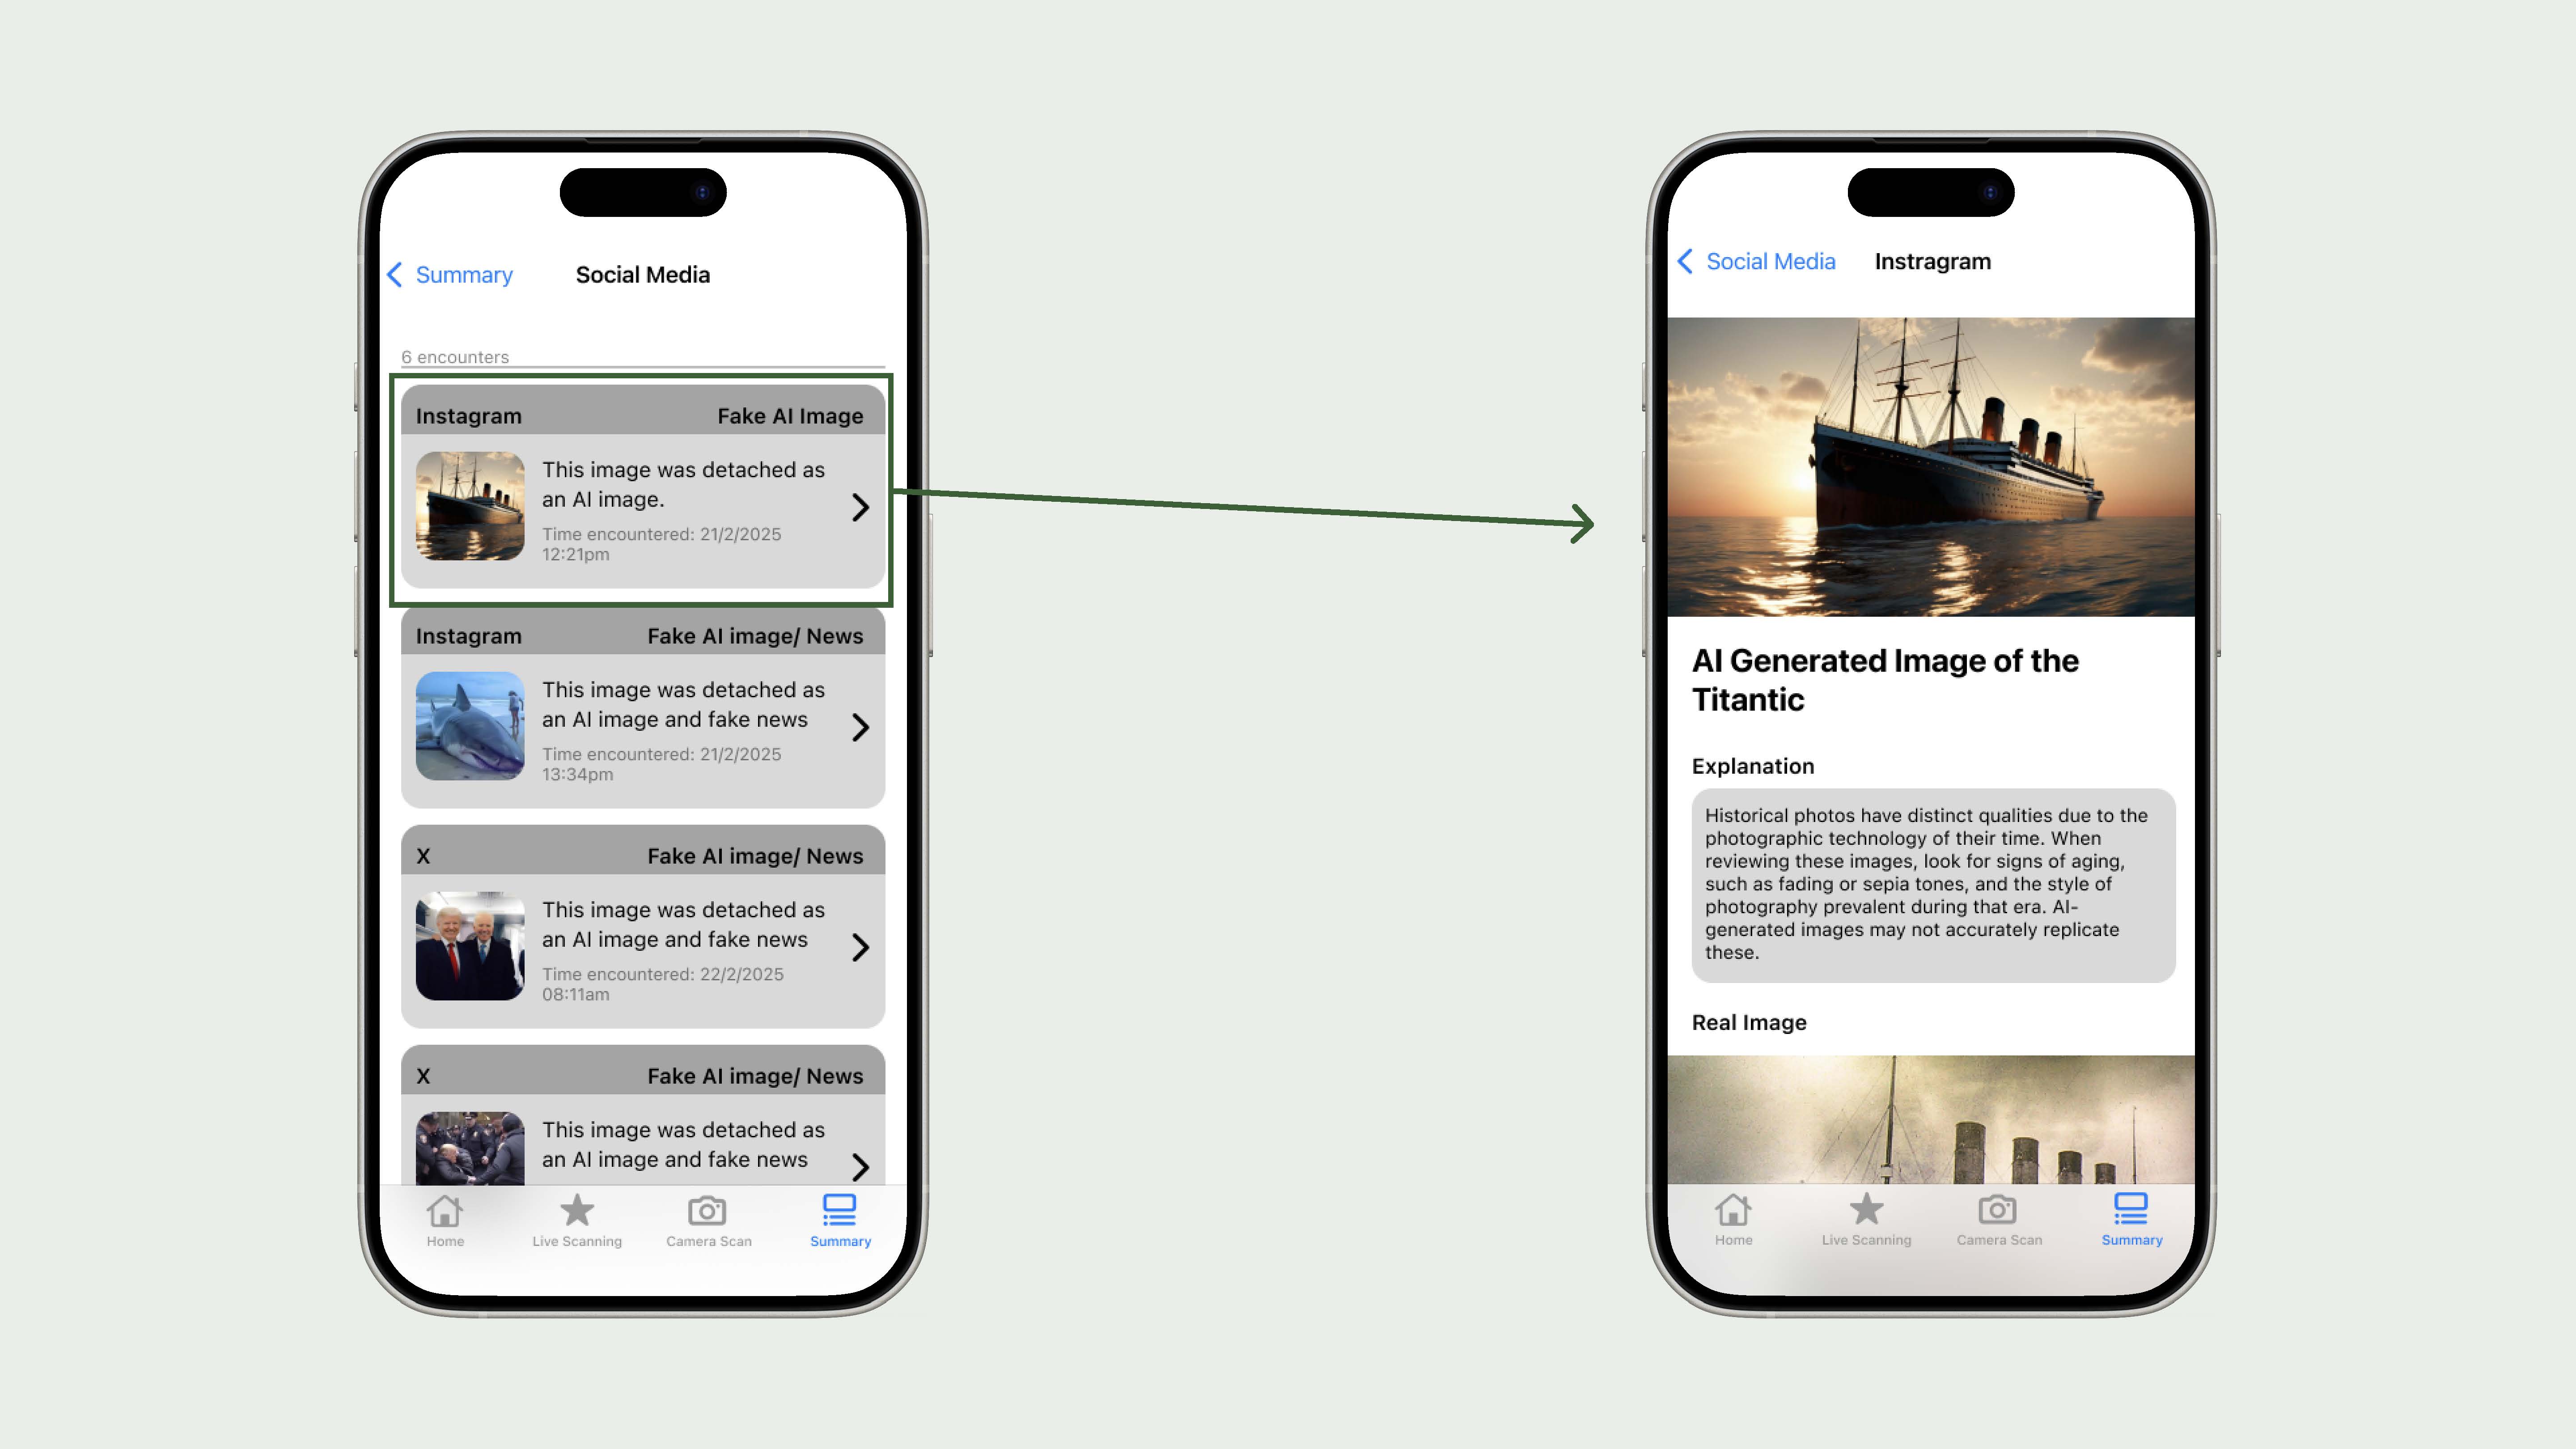 Summary
Social Media
6 encounters
Instagram
Fake AI Image
This image was detached as
an AI image.
Time encountered: 21/2/2025
12:21pm
Instagram
Fake AI image/ News
This image was detached as
an AI image and fake news
Time encountered: 21/2/2025
13:34pm
X
Fake AI image/ News
This image was detached as
an AI image and fake news
Time encountered: 22/2/2025
08:11am
X
Fake AI image/ News
This image was detached as
an AI image and fake news
Home
Live Scanning
Camera Scan
Summary
Social Media
Instragram
AI Generated Image of the
Titantic
Explanation
Historical photos have distinct qualities due to the
photographic technology of their time. When
reviewing these images, look for signs of aging,
such as fading or sepia tones, and the style of
photography prevalent during that era. AI-
generated images may not accurately replicate
these.
Real Image
Home
Live Scanning
Camera Scan
Summary